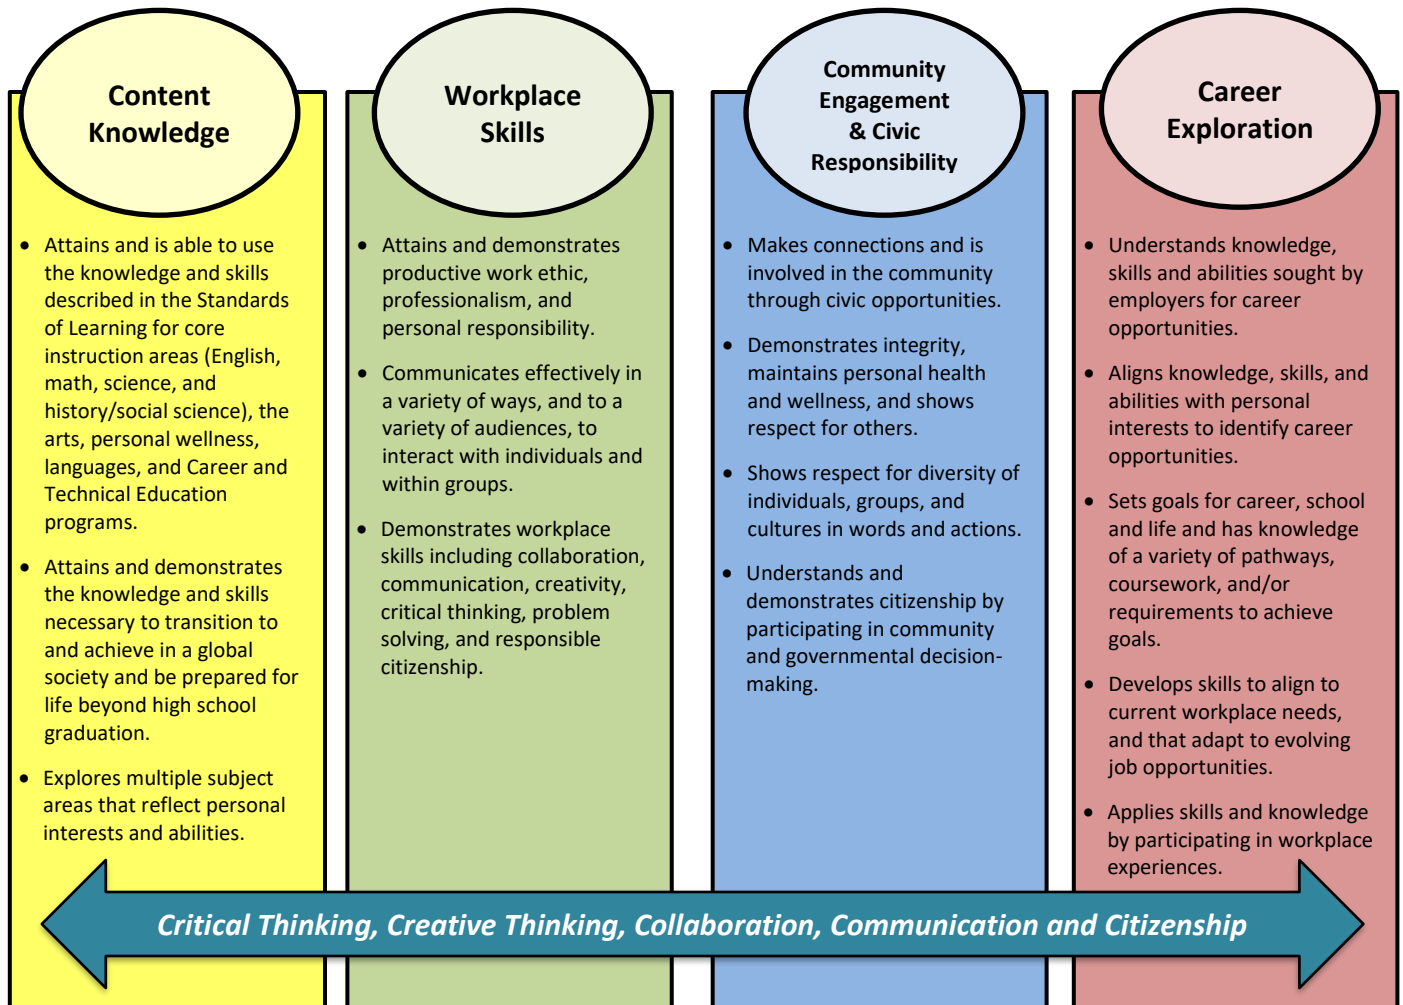 Content
Knowledge
• Attains and is able to use
the knowledge and skills
described in the Standards
of Learning for core
instruction areas (English,
math, science, and
history/social science), the
arts, personal wellness,
languages, and Career and
Technical Education
programs.
• Attains and demonstrates
the knowledge and skills
necessary to transition to
and achieve in a global
society and be prepared for
life beyond high school
graduation.
• Explores multiple subject
areas that reflect personal
interests and abilities.
Workplace
Skills
• Attains and demonstrates
productive work ethic,
professionalism, and
personal responsibility.
• Communicates effectively in
a variety of ways, and to a
variety of audiences, to
interact with individuals and
within groups.
• Demonstrates workplace
skills including collaboration,
communication, creativity,
critical thinking, problem
solving, and responsible
citizenship.
Community
Engagement
& Civic
Responsibility
• Makes connections and is
involved in the community
through civic opportunities.
• Demonstrates integrity,
maintains personal health
and wellness, and shows
respect for others.
• Shows respect for diversity of
individuals, groups, and
cultures in words and actions.
• Understands and
demonstrates citizenship by
participating in community
and governmental decision-
making.
Career
Exploration
• Understands knowledge,
skills and abilities sought by
employers for career
opportunities.
• Aligns knowledge, skills, and
abilities with personal
interests to identify career
opportunities.
• Sets goals for career, school
and life and has knowledge
of a variety of pathways,
coursework, and/or
requirements to achieve
goals.
• Develops skills to align to
current workplace needs,
and that adapt to evolving
job opportunities.
• Applies skills and knowledge
by participating in workplace
experiences.
Critical Thinking, Creative Thinking, Collaboration, Communication and Citizenship